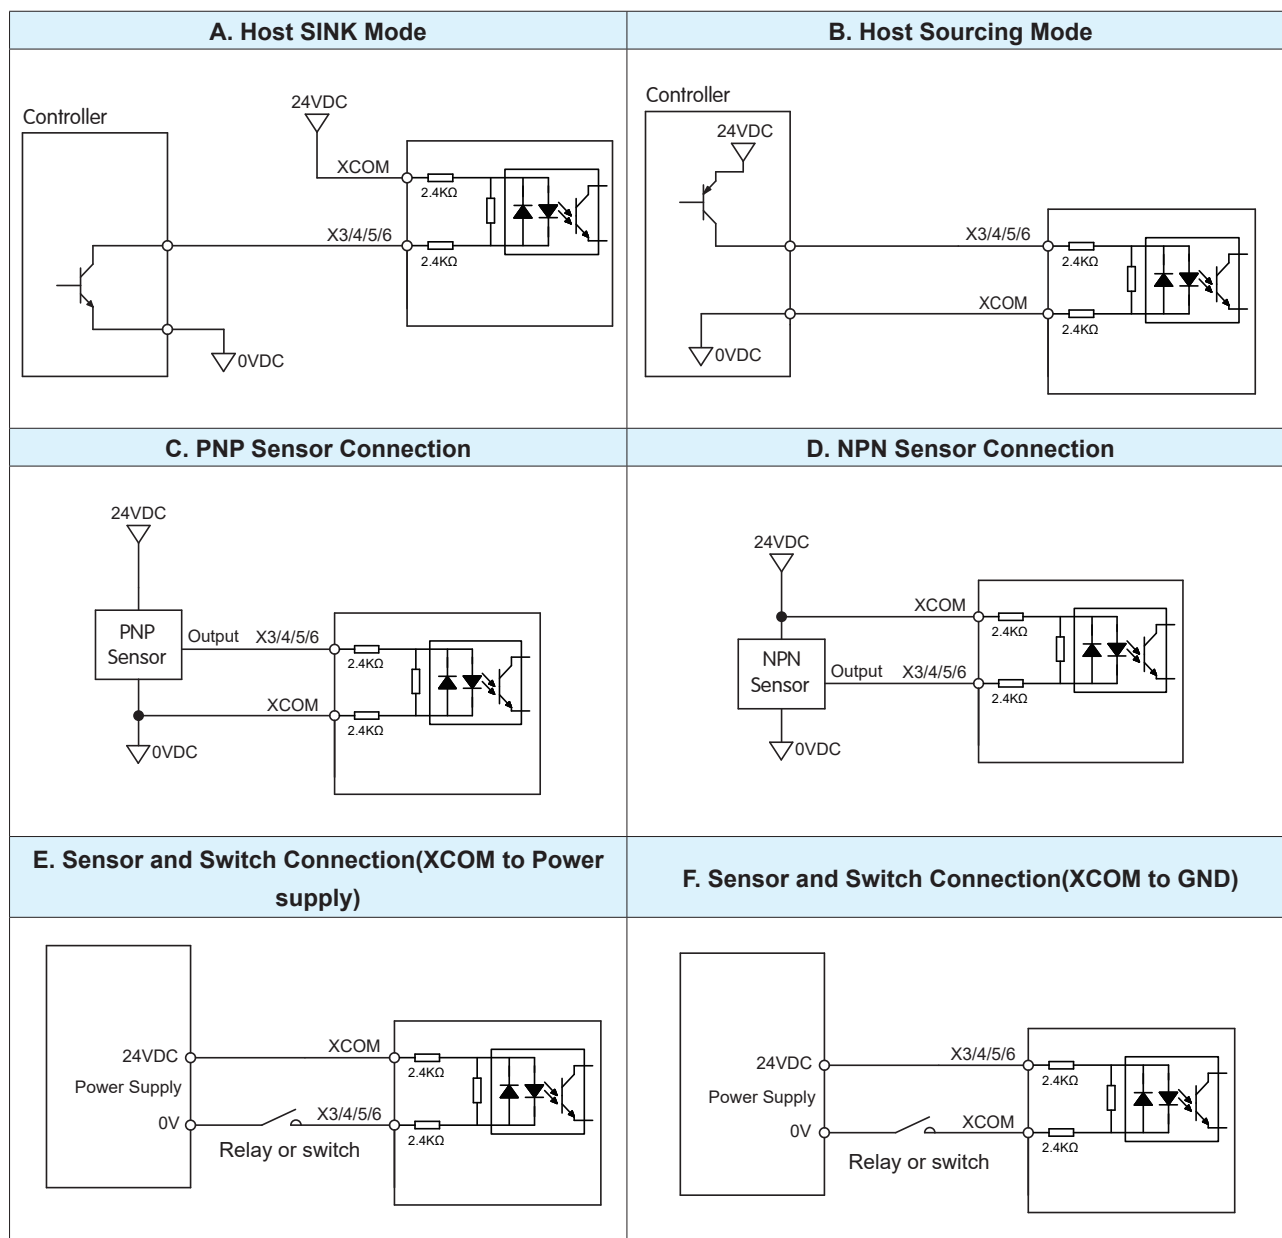 A. Host SINK Mode
B. Host Sourcing Mode
Controller
24VDC
XCOM
2.4KΩ
X3/4/5/6
2.4KΩ
0VDC
Controller
24VDC
X3/4/5/6
2.4KΩ
XCOM
2.4KΩ
0VDC
C. PNP Sensor Connection
D. NPN Sensor Connection
24VDC
PNP
Sensor
Output
X3/4/5/6
2.4KΩ
XCOM
2.4KΩ
0VDC
24VDC
XCOM
2.4KΩ
NPN
Sensor
Output
X3/4/5/6
2.4KΩ
0VDC
E. Sensor and Switch Connection(XCOM to Power
supply)
F. Sensor and Switch Connection(XCOM to GND)
24VDC
XCOM
2.4KΩ
Power Supply
0V
X3/4/5/6
2.4KΩ
Relay or switch
24VDC
X3/4/5/6
2.4KΩ
Power Supply
0V
XCOM
2.4KΩ
Relay or switch